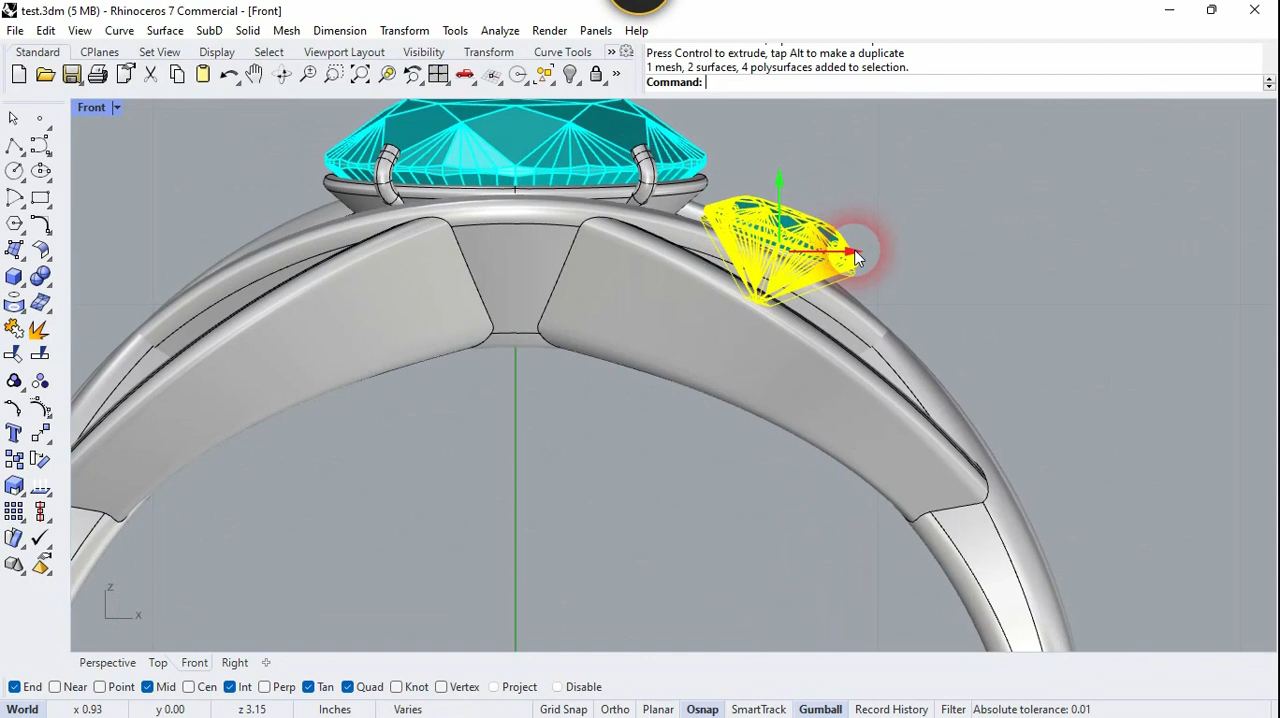 test.3dm (5 MB) - Rhinoceros 7 Commercial - [Front]
File Edit View Curve Surface SubD Solid Mesh Dimension Transform Tools Analyze Render Panels Help
Standard CPlanes Set View Display Select Viewport Layout Visibility Transform Curve Tools »
Press Control to extrude, tap Alt to make a duplicate
1 mesh, 2 surfaces, 4 polysurfaces added to selection.
Command:
Front
z
x
Perspective Top Front Right
End Near Point Mid Cen Int Perp Tan Quad Knot Vertex Project Disable
World x 0.93 y 0.00 z 3.15 Inches Varies Grid Snap Ortho Planar Osnap SmartTrack Gumball Record History Filter Absolute tolerance: 0.01